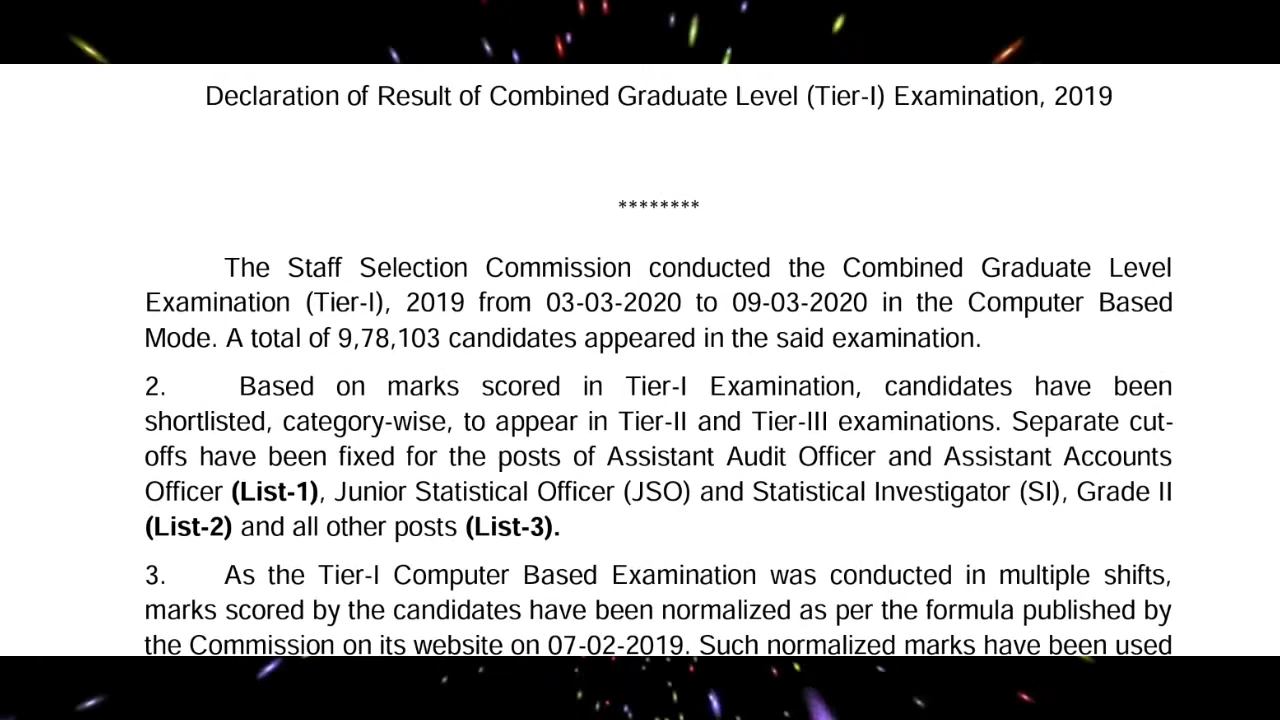 Declaration of Result of Combined Graduate Level (Tier-I) Examination, 2019
********
The Staff Selection Commission conducted the Combined Graduate Level
Examination (Tier-I), 2019 from 03-03-2020 to 09-03-2020 in the Computer Based
Mode. A total of 9,78,103 candidates appeared in the said examination.
2. Based on marks scored in Tier-I Examination, candidates have been
shortlisted, category-wise, to appear in Tier-II and Tier-III examinations. Separate cut-
offs have been fixed for the posts of Assistant Audit Officer and Assistant Accounts
Officer (List-1), Junior Statistical Officer (JSO) and Statistical Investigator (SI), Grade II
(List-2) and all other posts (List-3).
3. As the Tier-I Computer Based Examination was conducted in multiple shifts,
marks scored by the candidates have been normalized as per the formula published by
the Commission on its website on 07-02-2019. Such normalized marks have been used